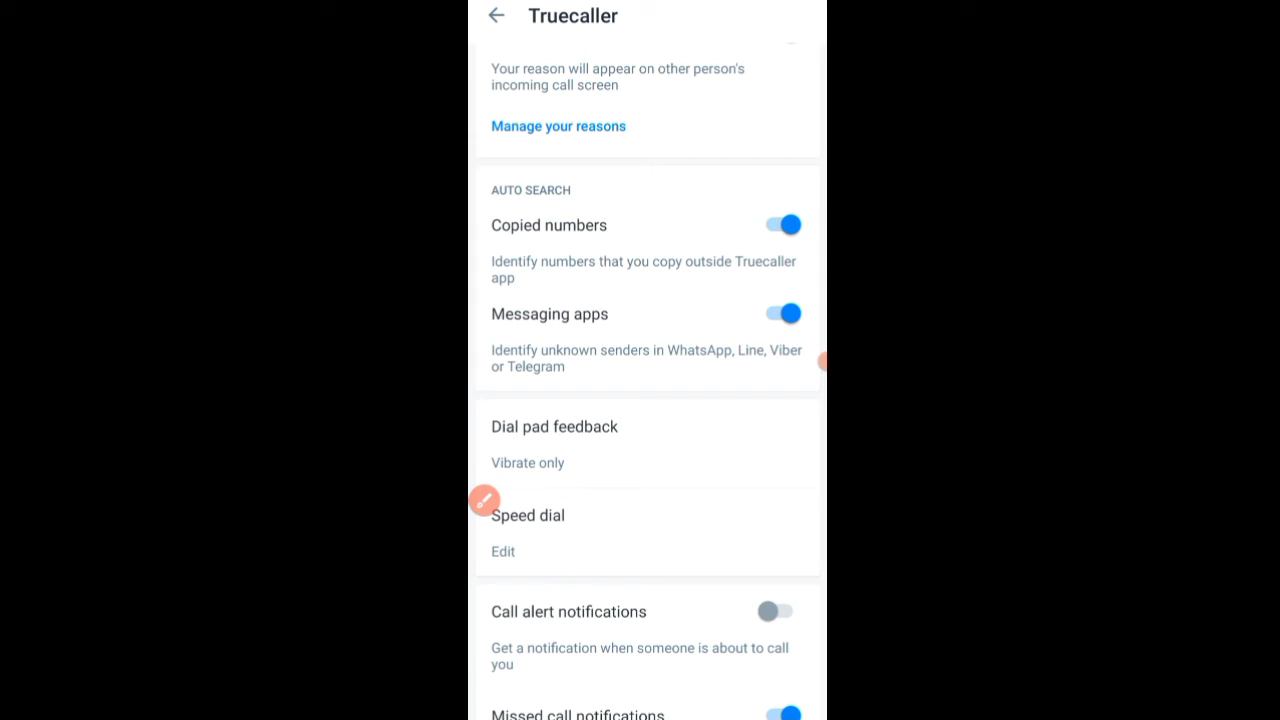 Truecaller
Your reason will appear on other person's
incoming call screen
Manage your reasons
AUTO SEARCH
Copied numbers
Identify numbers that you copy outside Truecaller
app
Messaging apps
Identify unknown senders in WhatsApp, Line, Viber
or Telegram
Dial pad feedback
Vibrate only
Speed dial
Edit
Call alert notifications
Get a notification when someone is about to call
you
Missed call notifications